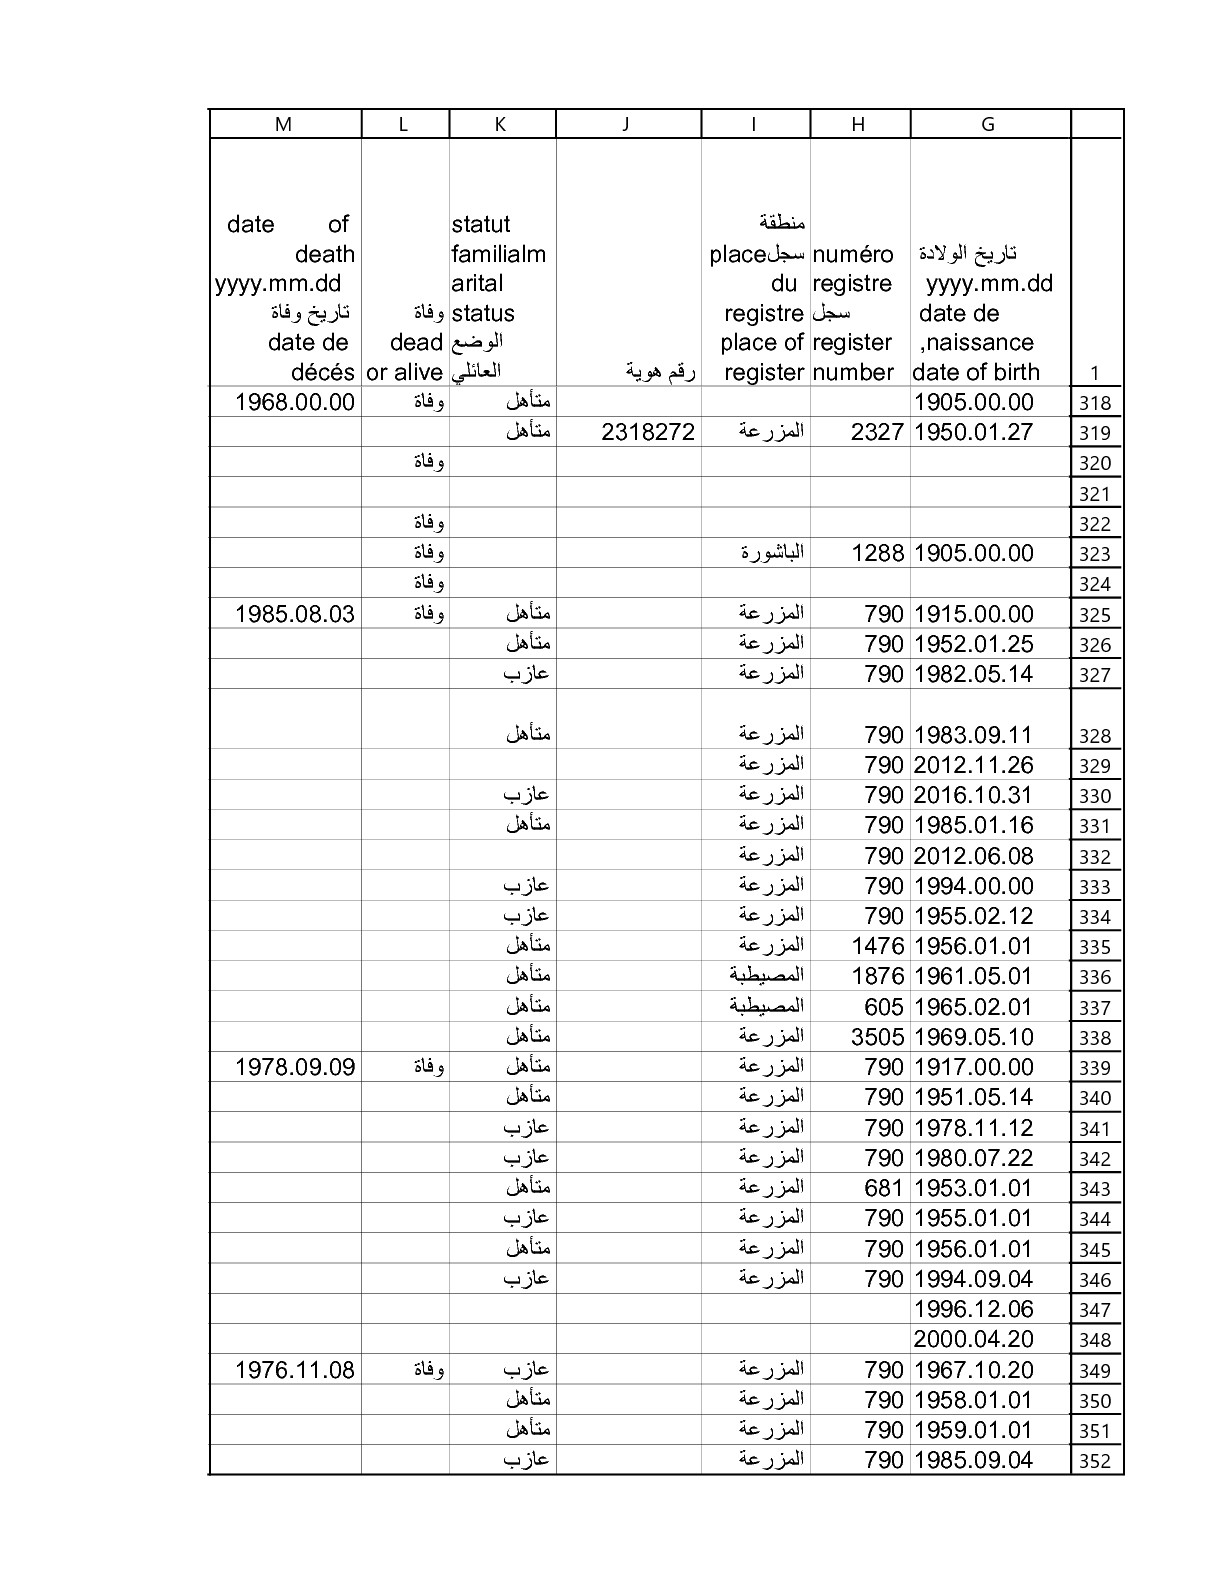 M L K J I H G
date of death yyyy.mm.dd تاريخ وفاة date de décés | وفاة dead or alive | statut familialm arital status الوضع العائلي | رقم هوية | منطقة سجل place du registre place of register | numéro registre سجل register number | تاريخ الولادة yyyy.mm.dd date de naissance, date of birth | 1
1968.00.00 وفاة متأهل 1905.00.00 318
متأهل 2318272 المزرعة 2327 1950.01.27 319
وفاة 320
321
وفاة 322
وفاة الباشورة 1288 1905.00.00 323
وفاة 324
1985.08.03 وفاة متأهل المزرعة 790 1915.00.00 325
متأهل المزرعة 790 1952.01.25 326
عازب المزرعة 790 1982.05.14 327
متأهل المزرعة 790 1983.09.11 328
المزرعة 790 2012.11.26 329
عازب المزرعة 790 2016.10.31 330
متأهل المزرعة 790 1985.01.16 331
المزرعة 790 2012.06.08 332
عازب المزرعة 790 1994.00.00 333
عازب المزرعة 790 1955.02.12 334
متأهل المزرعة 1476 1956.01.01 335
متأهل المصيطبة 1876 1961.05.01 336
متأهل المصيطبة 605 1965.02.01 337
متأهل المزرعة 3505 1969.05.10 338
1978.09.09 وفاة متأهل المزرعة 790 1917.00.00 339
متأهل المزرعة 790 1951.05.14 340
عازب المزرعة 790 1978.11.12 341
عازب المزرعة 790 1980.07.22 342
متأهل المزرعة 681 1953.01.01 343
عازب المزرعة 790 1955.01.01 344
متأهل المزرعة 790 1956.01.01 345
عازب المزرعة 790 1994.09.04 346
1996.12.06 347
2000.04.20 348
1976.11.08 وفاة عازب المزرعة 790 1967.10.20 349
متأهل المزرعة 790 1958.01.01 350
متأهل المزرعة 790 1959.01.01 351
عازب المزرعة 790 1985.09.04 352